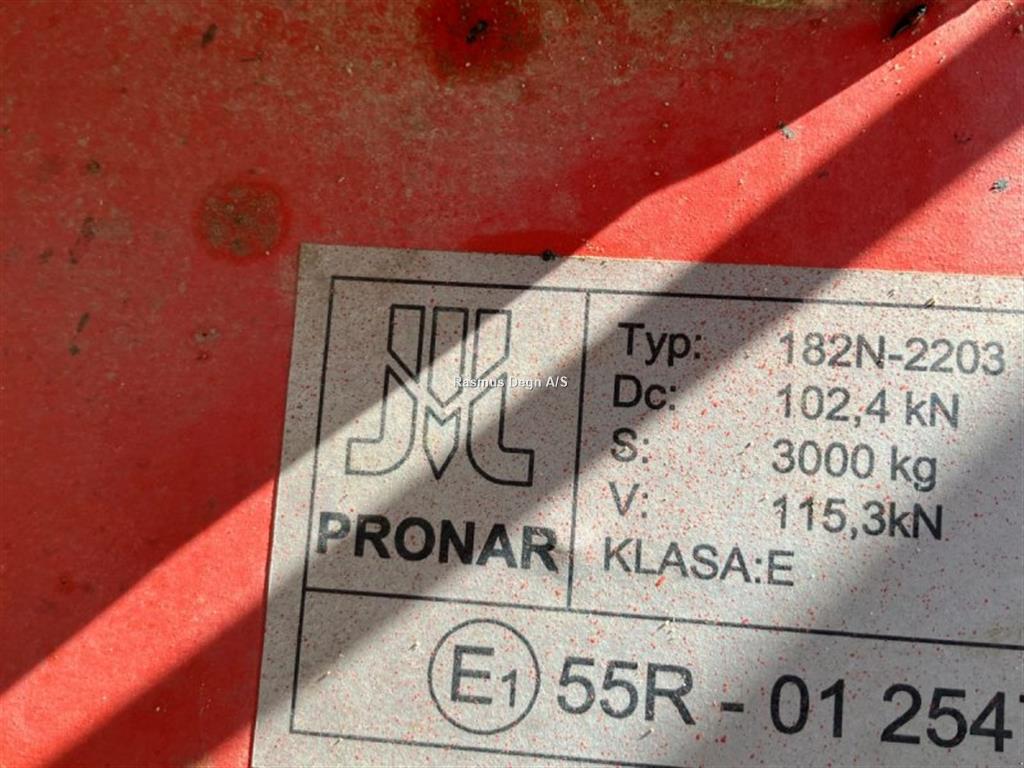 Rasmus Degn A/S
PRONAR
Typ: 182N-2203
Dc: 102,4 kN
S: 3000 kg
V: 115,3kN
KLASA:E
E1 55R - 01 254